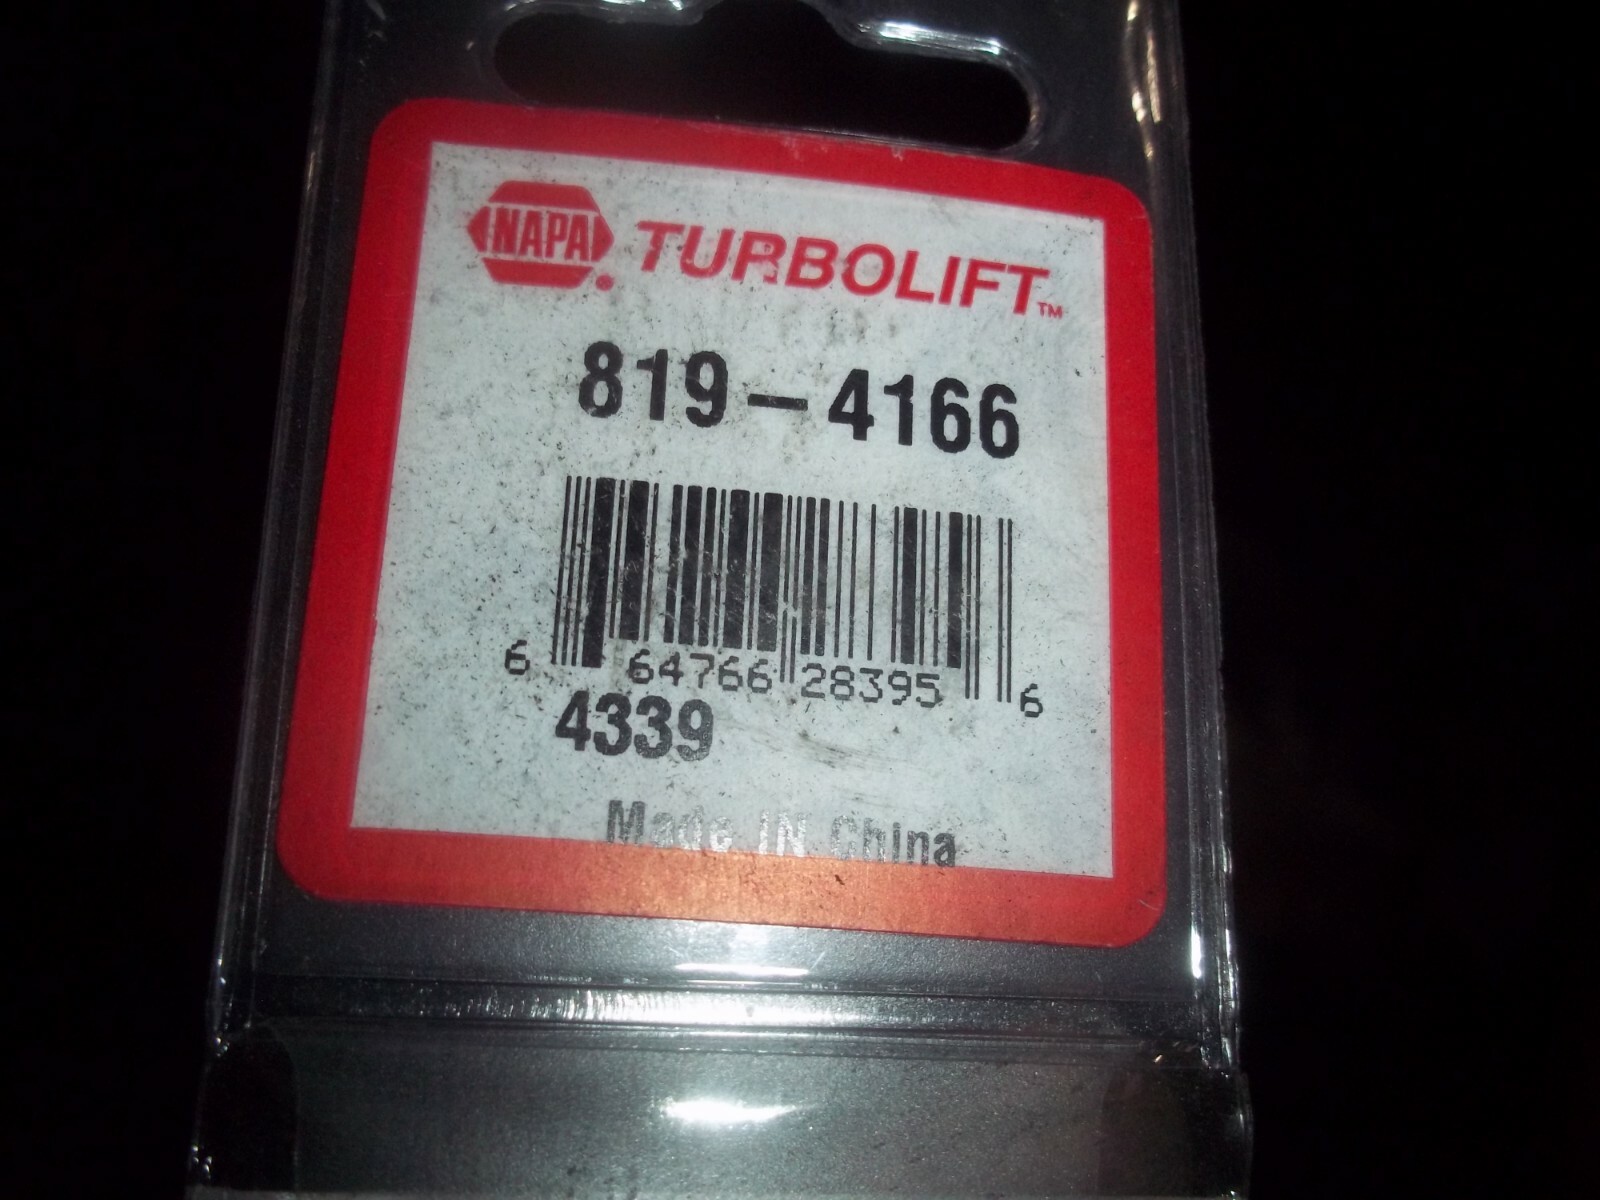 NAPA TURBOLIFT™
819-4166
6 64766 28395 6
4339
Made IN China